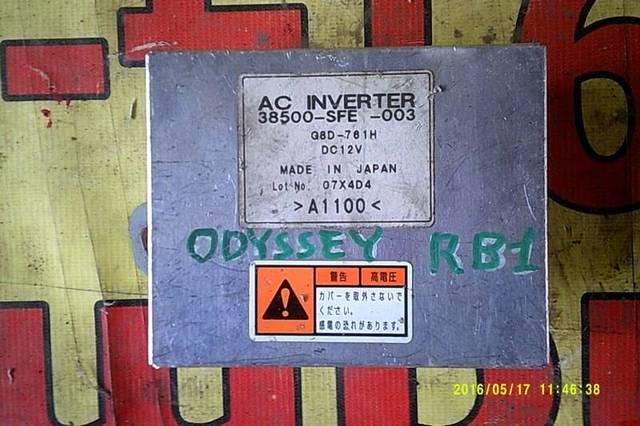 AC INVERTER
38500-SFE -003
G8D-761H
DC12V
MADE IN JAPAN
Lot No. 07X4D4
>A1100<
ODYSSEY RB1
警告 高電圧
カバーを取外さないで
ください。
感電の恐れがあります。
6
2016/05/17 11:46:38